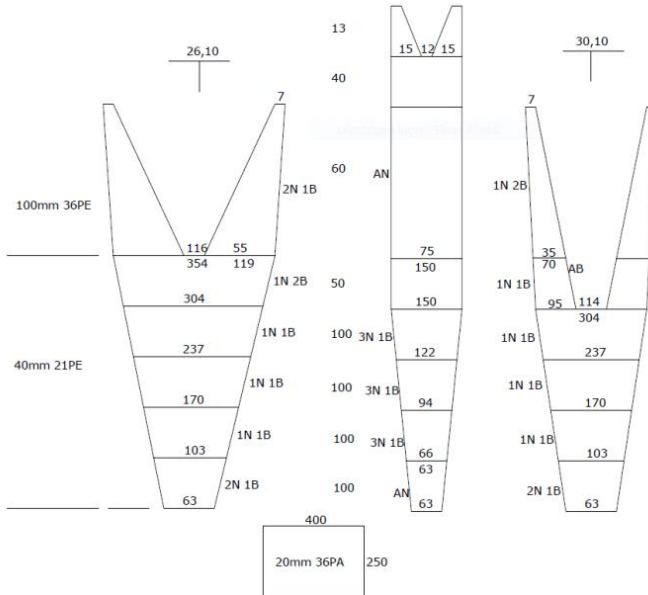 13
15 12 15
26,10
30,10
40
7
7
60
AN
2N 1B
1N 2B
100mm 36PE
116 55
75
35
354 119
150
70
AB
1N 2B
50
1N 1B
304
150
95 114
304
1N 1B
100
3N 1B
1N 1B
237
122
237
40mm 21PE
1N 1B
100
3N 1B
1N 1B
170
94
170
1N 1B
100
3N 1B
1N 1B
103
66
103
63
2N 1B
100
AN
2N 1B
63
63
63
400
20mm 36PA
250